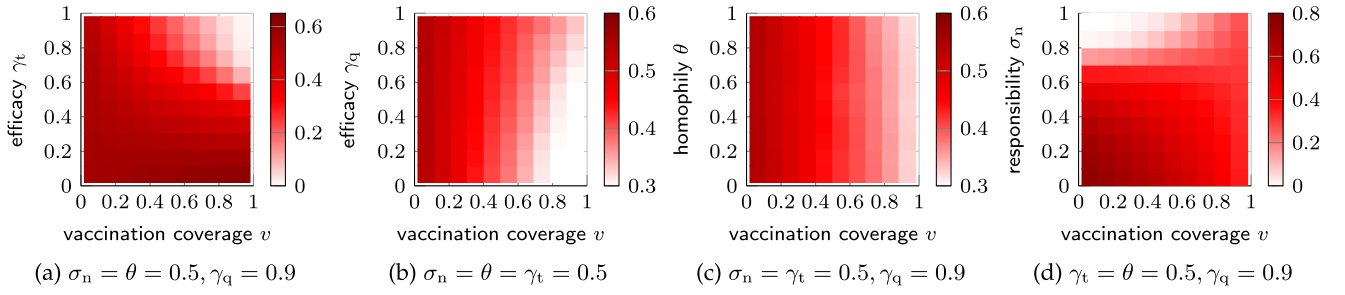 1
0.8
0.6
0.4
0.2
0
0 0.2 0.4 0.6 0.8 1
efficacy γt
vaccination coverage v
0.6
0.4
0.2
0
(a) σn = θ = 0.5, γq = 0.9
1
0.8
0.6
0.4
0.2
0
0 0.2 0.4 0.6 0.8 1
efficacy γq
vaccination coverage v
0.6
0.5
0.4
0.3
(b) σn = θ = γt = 0.5
1
0.8
0.6
0.4
0.2
0
0 0.2 0.4 0.6 0.8 1
homophily θ
vaccination coverage v
0.6
0.5
0.4
0.3
(c) σn = γt = 0.5, γq = 0.9
1
0.8
0.6
0.4
0.2
0
0 0.2 0.4 0.6 0.8 1
responsibility σn
vaccination coverage v
0.8
0.6
0.4
0.2
0
(d) γt = θ = 0.5, γq = 0.9